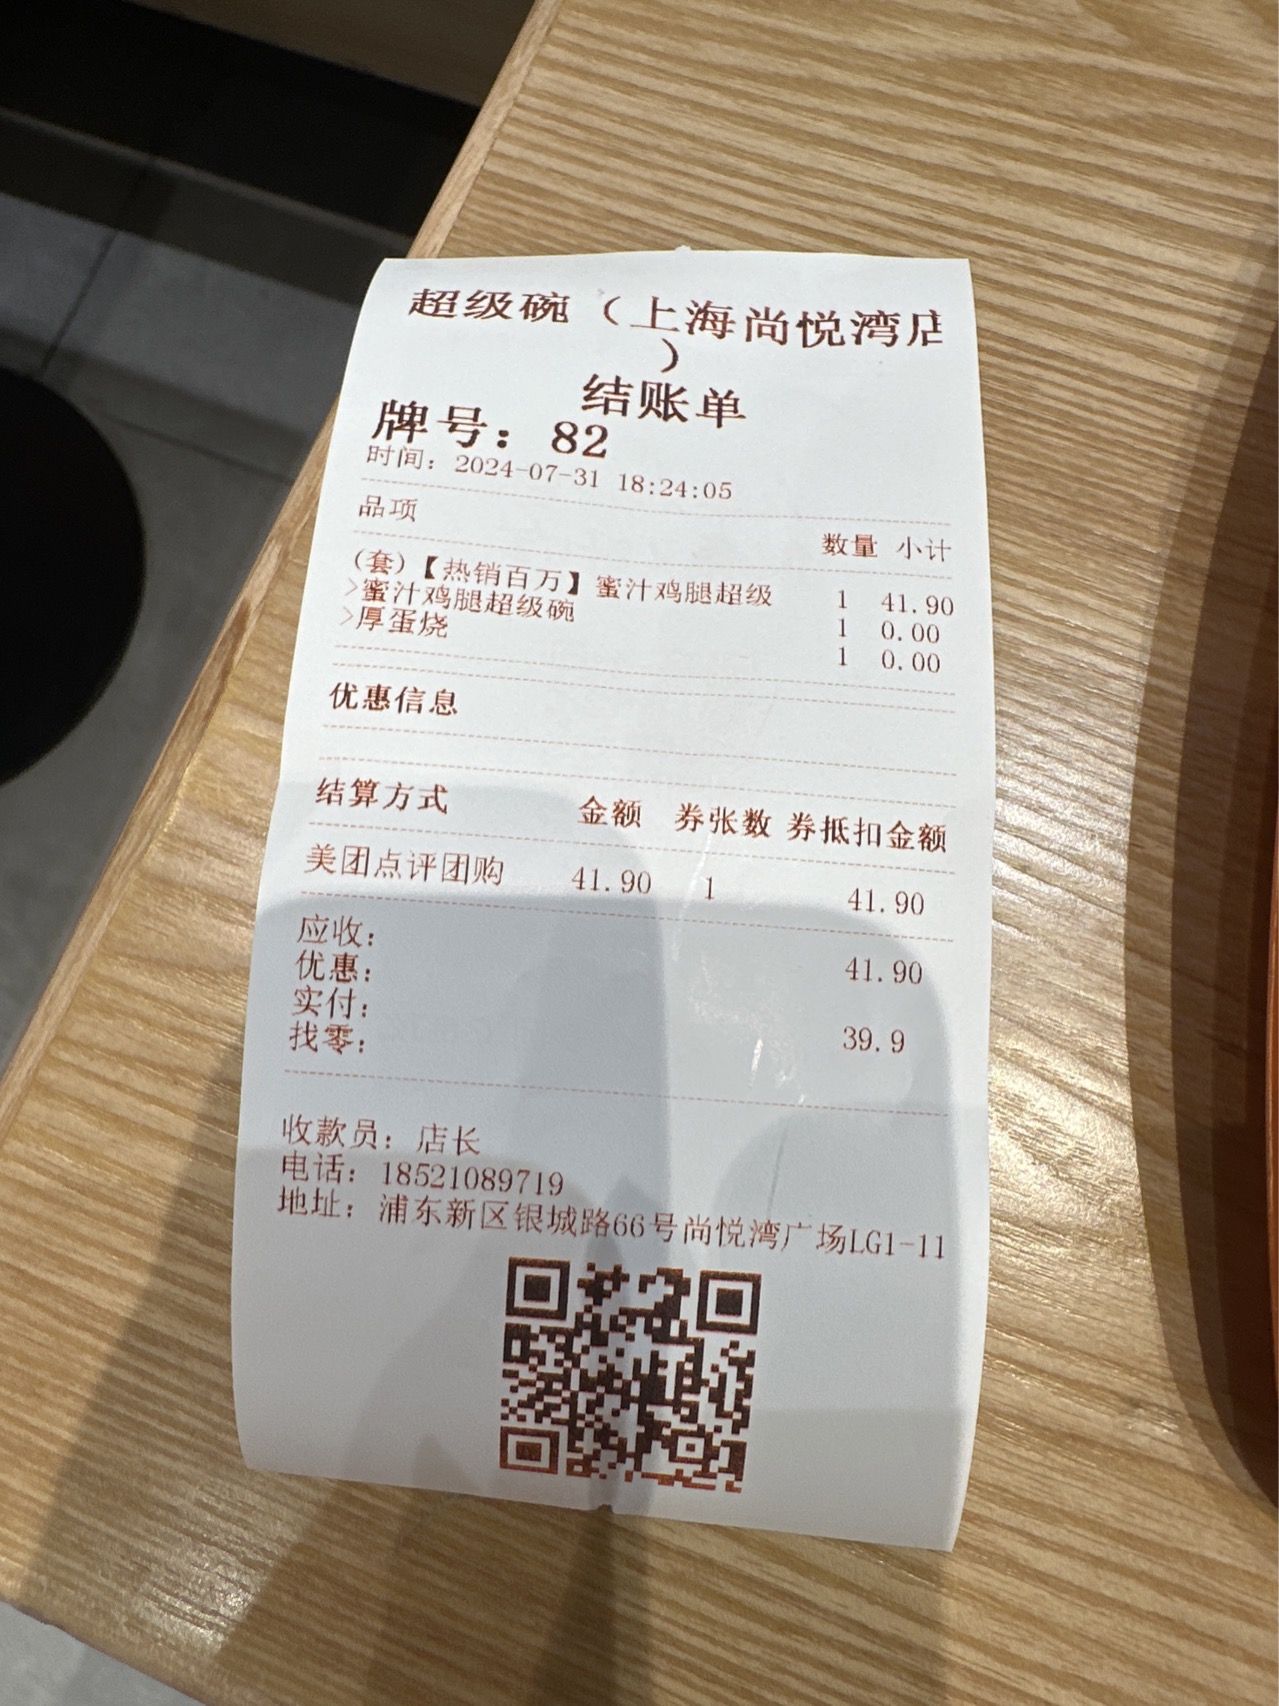 超级碗（上海尚悦湾店
）
结账单
牌号：82
时间：2024-07-31 18:24:05
品项 数量 小计
(套)【热销百万】蜜汁鸡腿超级 1 41.90
>蜜汁鸡腿超级碗 1 0.00
>厚蛋烧 1 0.00
优惠信息
结算方式 金额 券张数 券抵扣金额
美团点评团购 41.90 1 41.90
应收： 41.90
优惠：
实付： 39.9
找零：
收款员：店长
电话：18521089719
地址：浦东新区银城路66号尚悦湾广场LG1-11